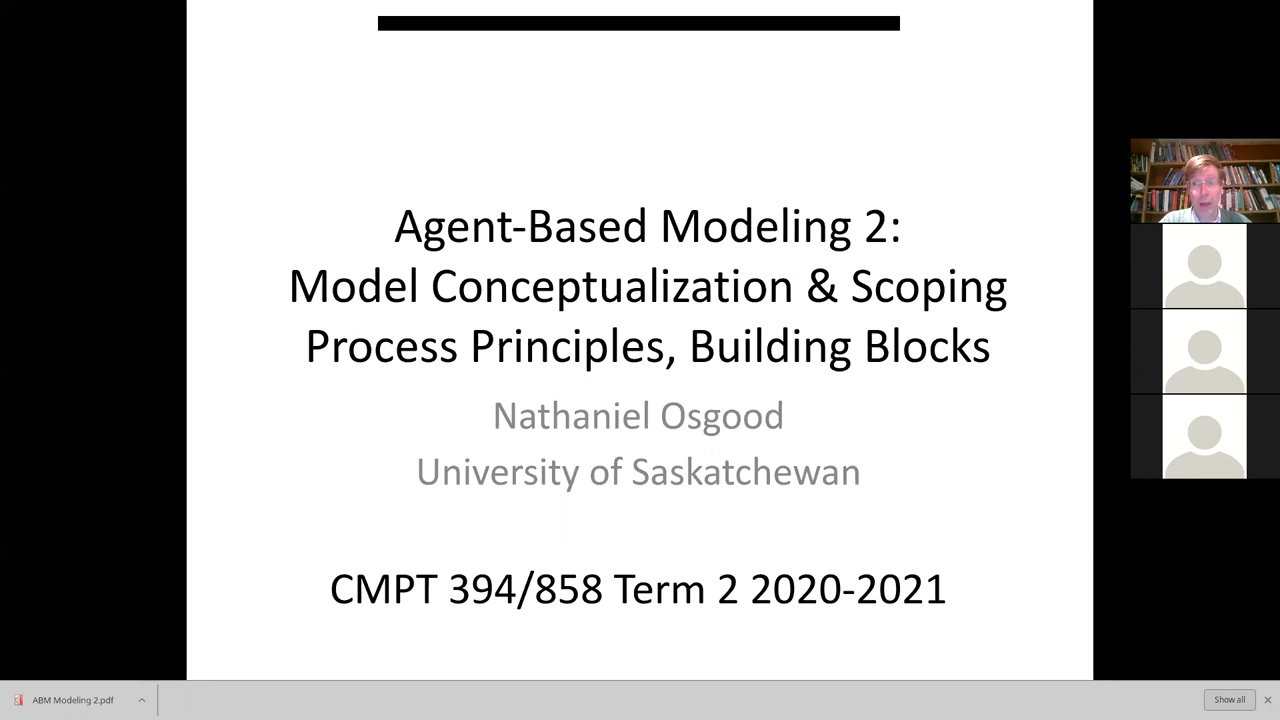 Agent-Based Modeling 2:
Model Conceptualization & Scoping
Process Principles, Building Blocks
Nathaniel Osgood
University of Saskatchewan
CMPT 394/858 Term 2 2020-2021
ABM Modeling 2.pdf
Show all